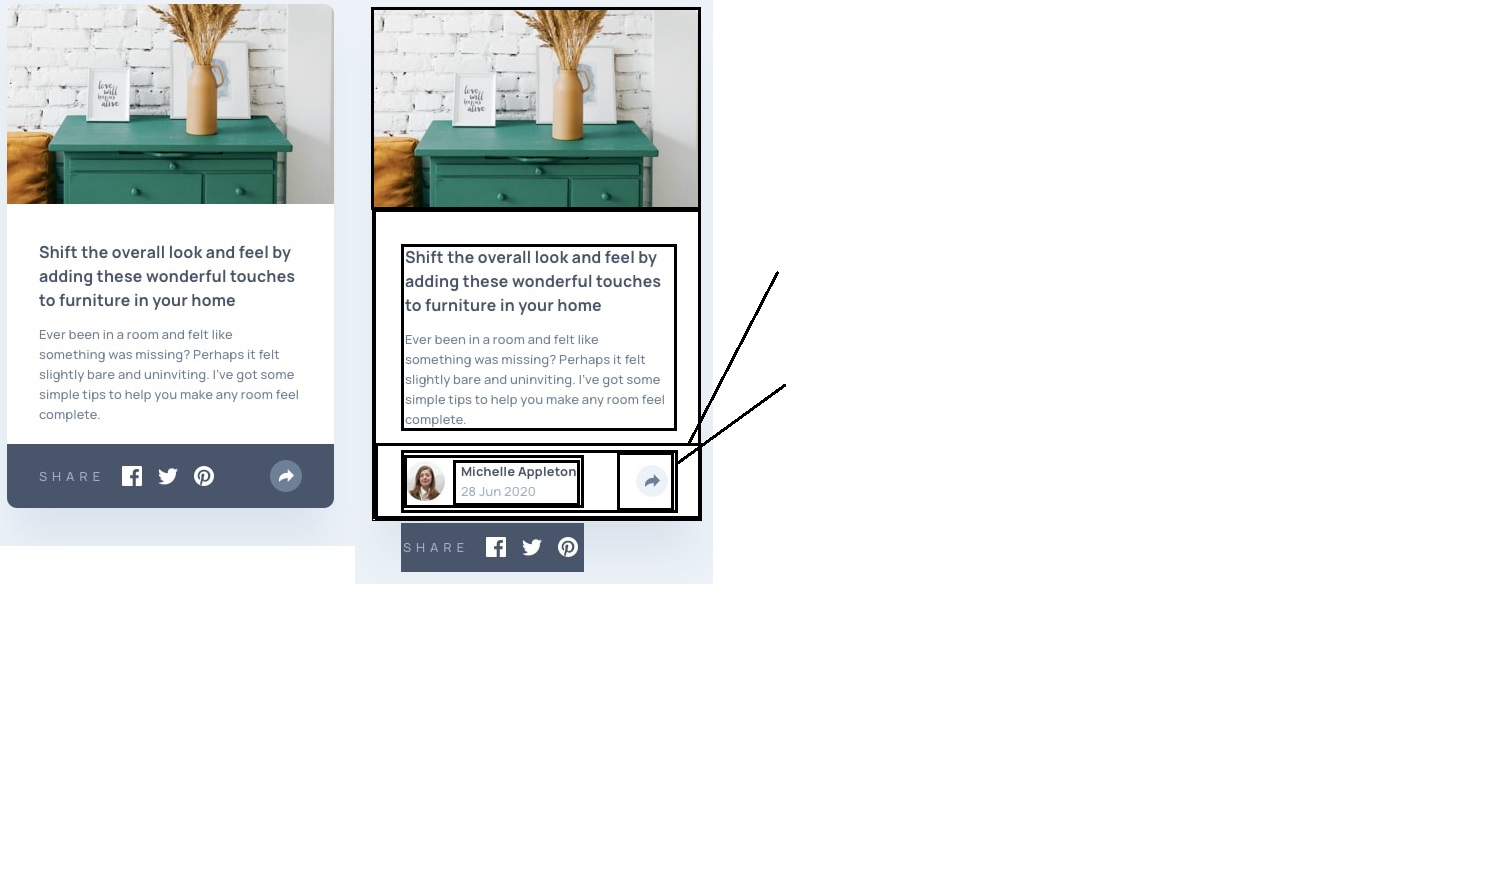 love
will
keep us
alive
Shift the overall look and feel by
adding these wonderful touches
to furniture in your home
Ever been in a room and felt like
something was missing? Perhaps it felt
slightly bare and uninviting. I've got some
simple tips to help you make any room feel
complete.
SHARE
love
will
keep us
alive
Shift the overall look and feel by
adding these wonderful touches
to furniture in your home
Ever been in a room and felt like
something was missing? Perhaps it felt
slightly bare and uninviting. I've got some
simple tips to help you make any room feel
complete.
Michelle Appleton
28 Jun 2020
SHARE